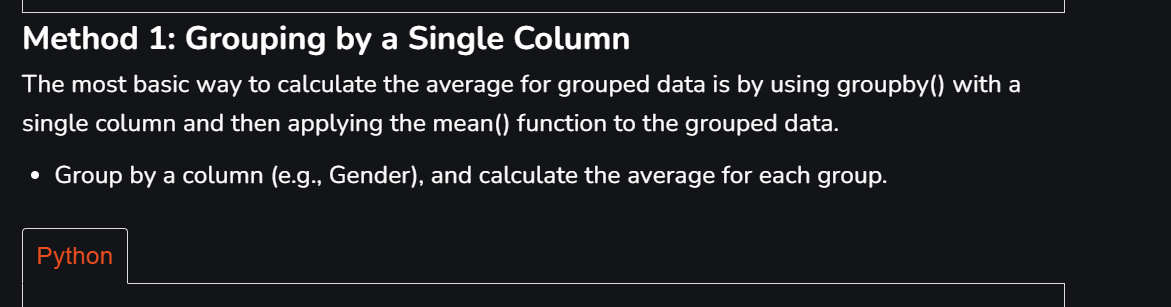 Method 1: Grouping by a Single Column
The most basic way to calculate the average for grouped data is by using groupby() with a
single column and then applying the mean() function to the grouped data.
• Group by a column (e.g., Gender), and calculate the average for each group.
Python